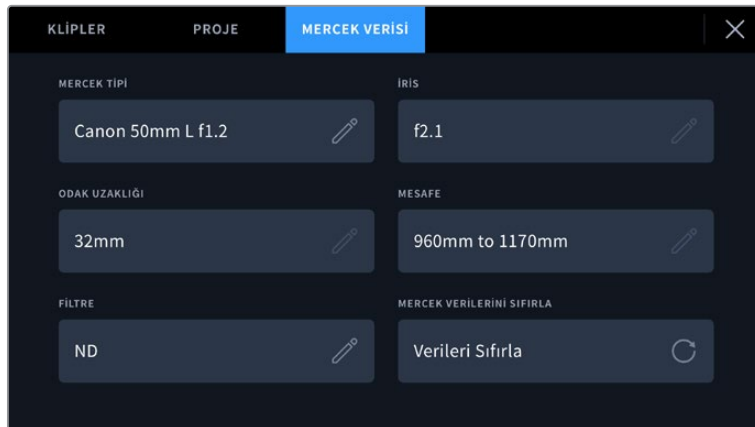 KLİPLER PROJE MERCEK VERİSİ
MERCEK TİPİ İRİS
Canon 50mm L f1.2 f2.1
ODAK UZAKLIĞI MESAFE
32mm 960mm to 1170mm
FİLTRE MERCEK VERİLERİNİ SIFIRLA
ND Verileri Sıfırla